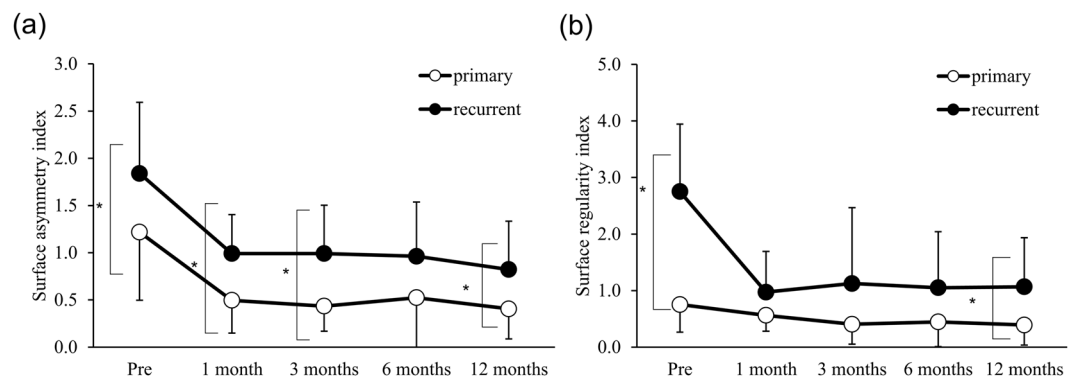 (a)
3.0
2.5
2.0
1.5
1.0
0.5
0.0
Surface asymmetry index
primary
recurrent
*
*
*
*
Pre
1 month
3 months
6 months
12 months
(b)
5.0
4.0
3.0
2.0
1.0
0.0
Surface regularity index
primary
recurrent
*
*
Pre
1 month
3 months
6 months
12 months